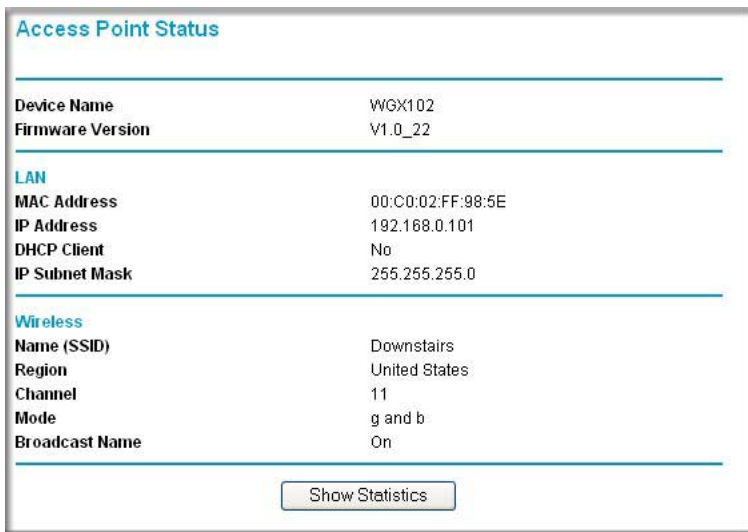 Access Point Status
Device Name WGX102
Firmware Version V1.0_22
LAN
MAC Address 00:C0:02:FF:98:5E
IP Address 192.168.0.101
DHCP Client No
IP Subnet Mask 255.255.255.0
Wireless
Name (SSID) Downstairs
Region United States
Channel 11
Mode g and b
Broadcast Name On
Show Statistics